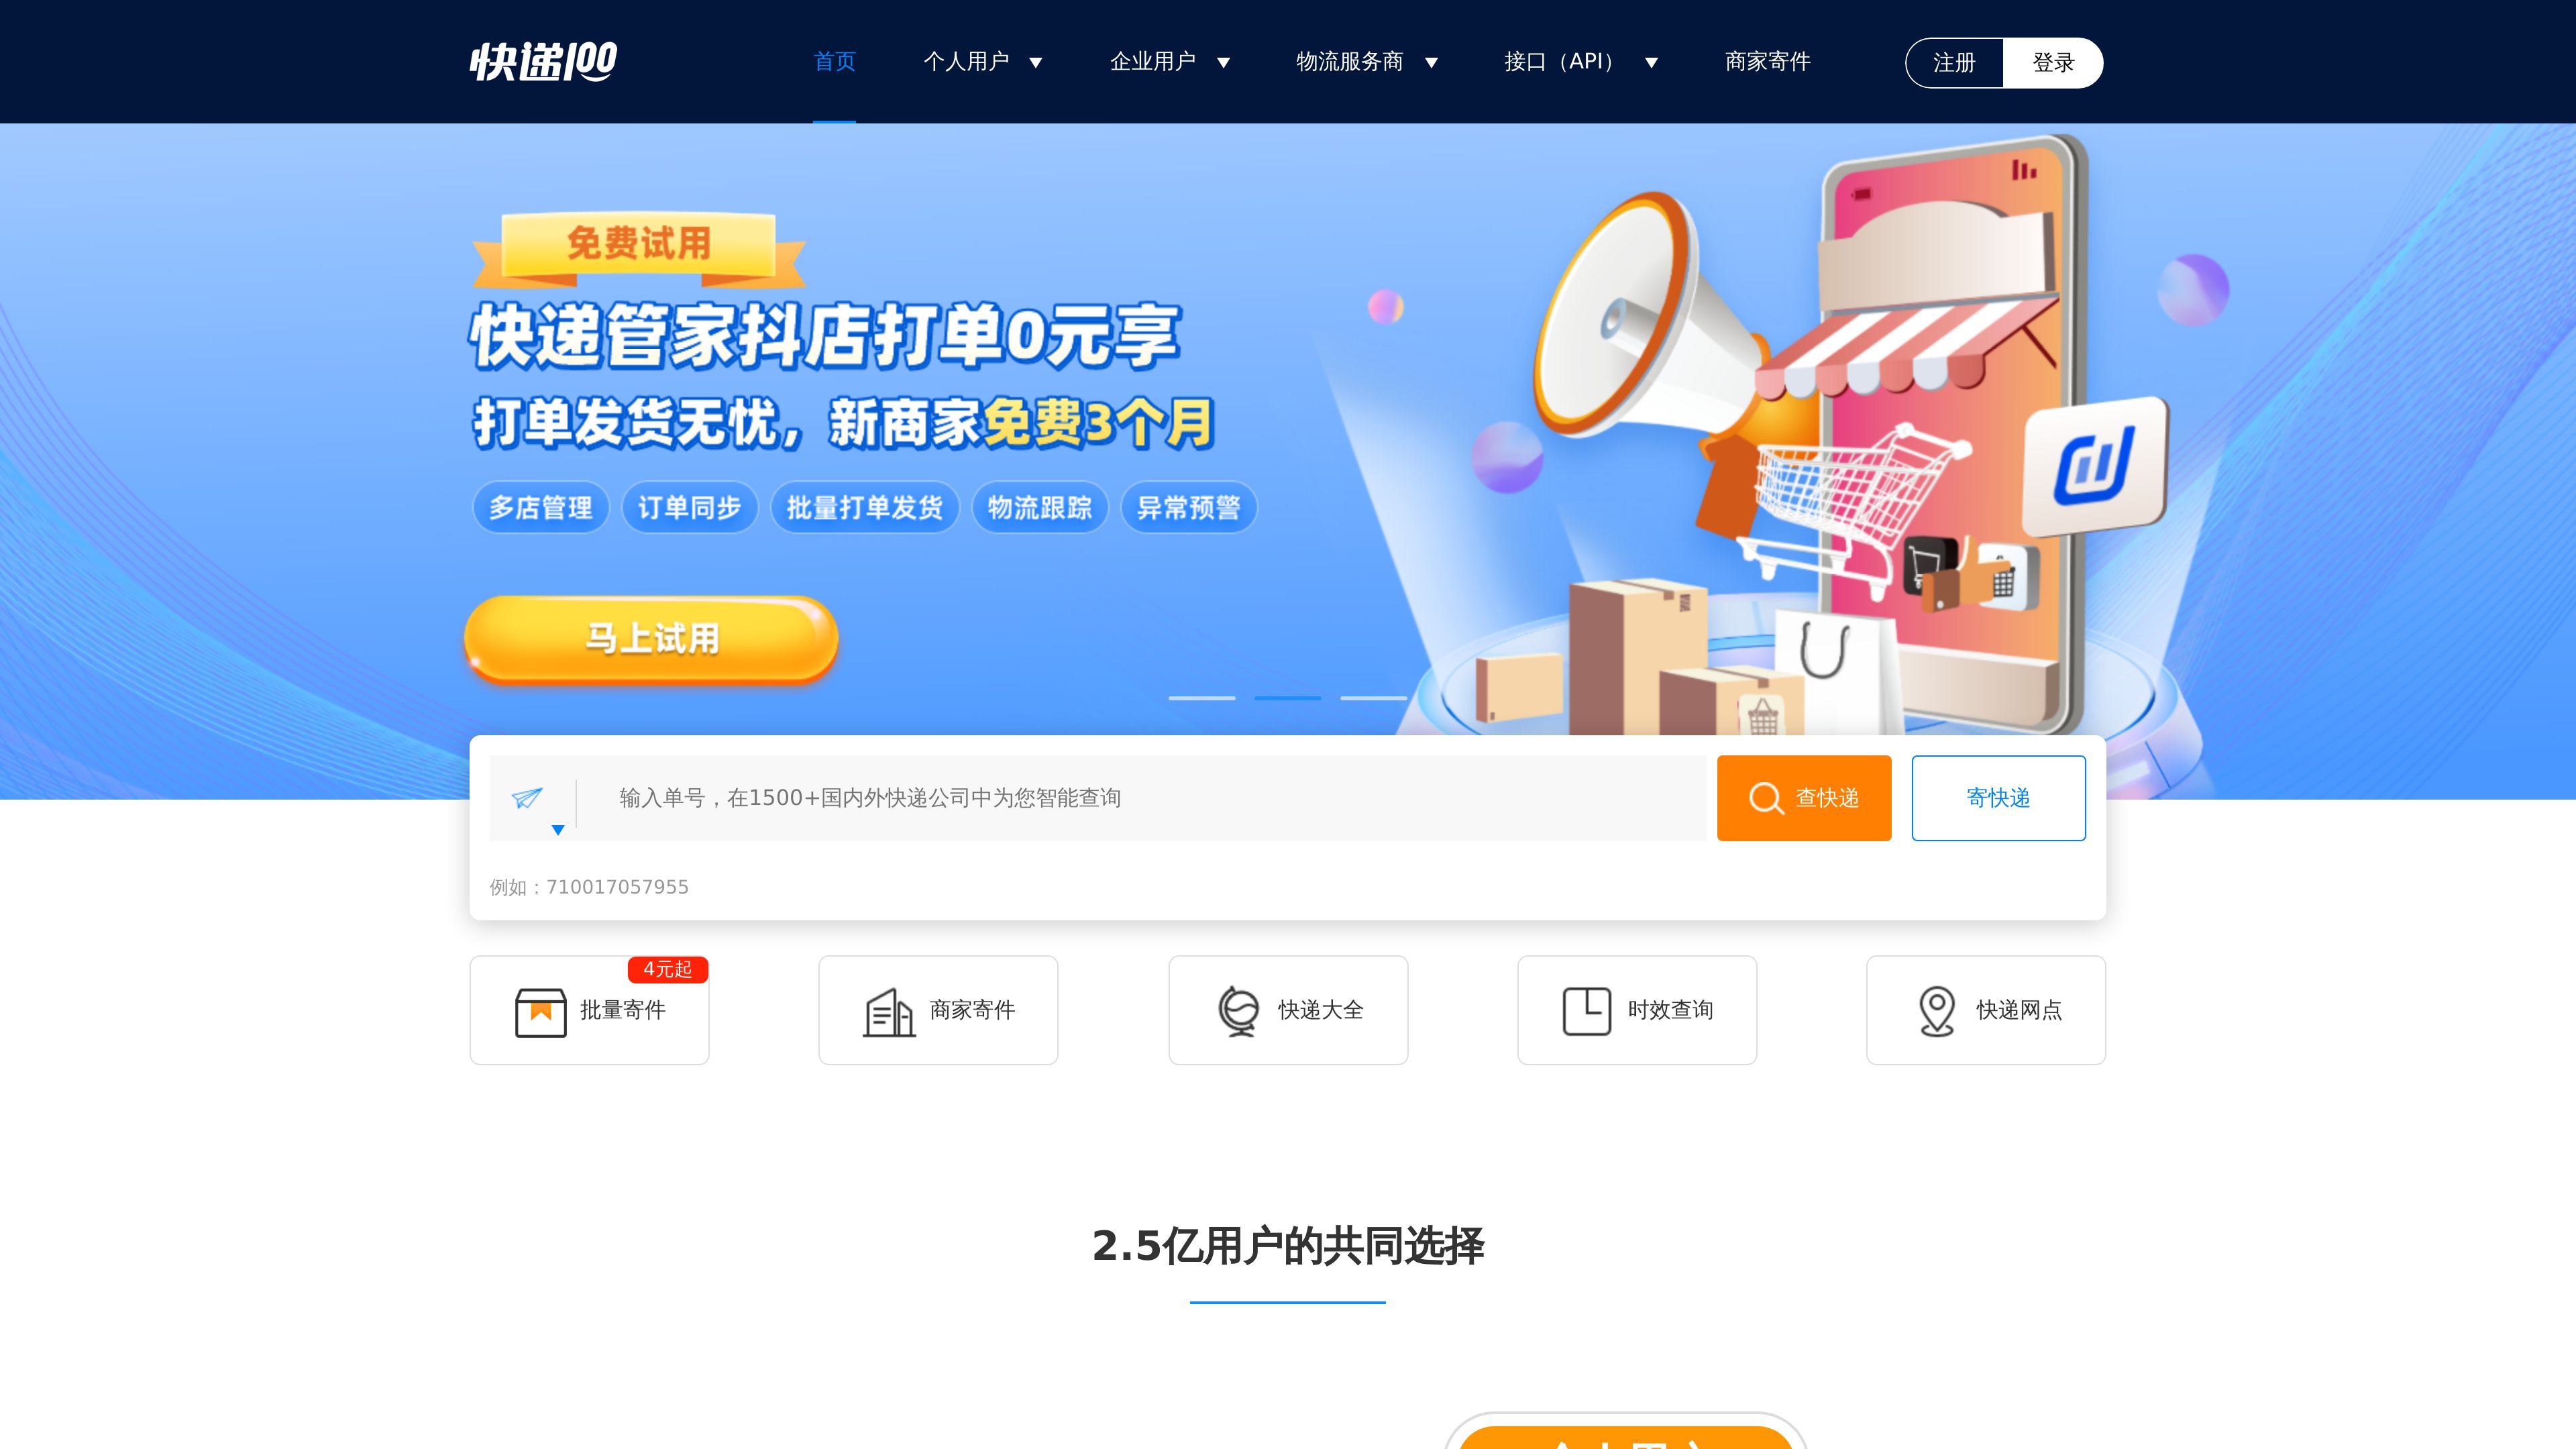 快递100
首页 个人用户 企业用户 物流服务商 接口（API） 商家寄件 注册 登录
免费试用
快递管家抖店打单0元享
打单发货无忧，新商家免费3个月
多店管理 订单同步 批量打单发货 物流跟踪 异常预警
马上试用
输入单号，在1500+国内外快递公司中为您智能查询 查快递 寄快递
例如：710017057955
4元起
批量寄件 商家寄件 快递大全 时效查询 快递网点
2.5亿用户的共同选择